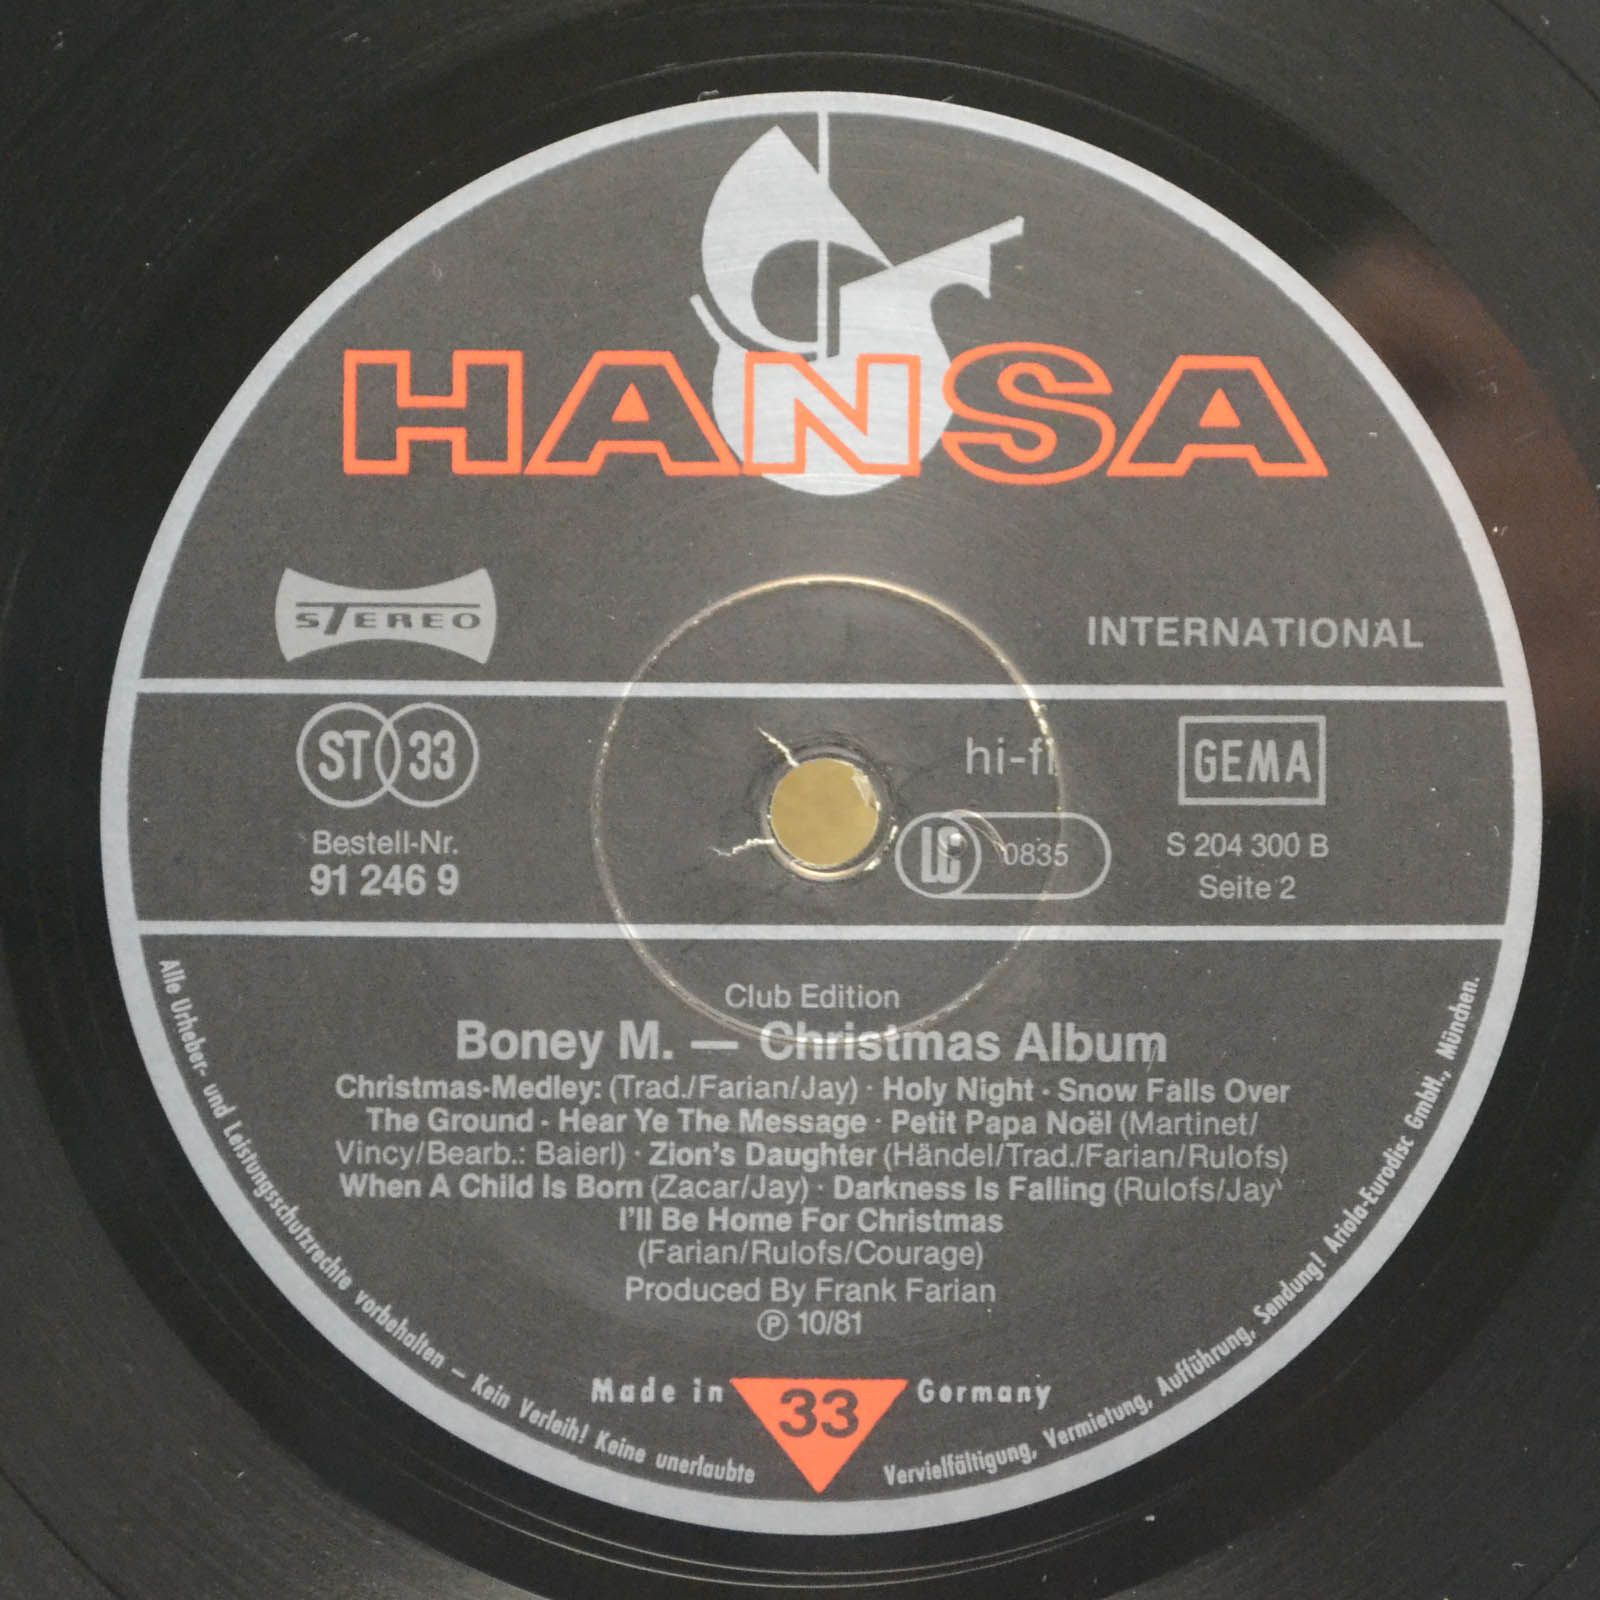 HANSA
STEREO
INTERNATIONAL
ST 33
hi-fi
GEMA
Bestell-Nr.
91 246 9
LC 0835
S 204 300 B
Seite 2
Club Edition
Boney M. — Christmas Album
Christmas-Medley: (Trad./Farian/Jay) · Holy Night · Snow Falls Over
The Ground · Hear Ye The Message · Petit Papa Noël (Martinet/
Vincy/Bearb.: Baierl) · Zion's Daughter (Händel/Trad./Farian/Rulofs)
When A Child Is Born (Zacar/Jay) · Darkness Is Falling (Rulofs/Jay)
I'll Be Home For Christmas
(Farian/Rulofs/Courage)
Produced By Frank Farian
Ⓟ 10/81
Made in 33 Germany
Alle Urheber- und Leistungsschutzrechte vorbehalten – Kein Verleih! Keine unerlaubte Vervielfältigung, Vermietung, Aufführung, Sendung! Ariola-Eurodisc GmbH., München.